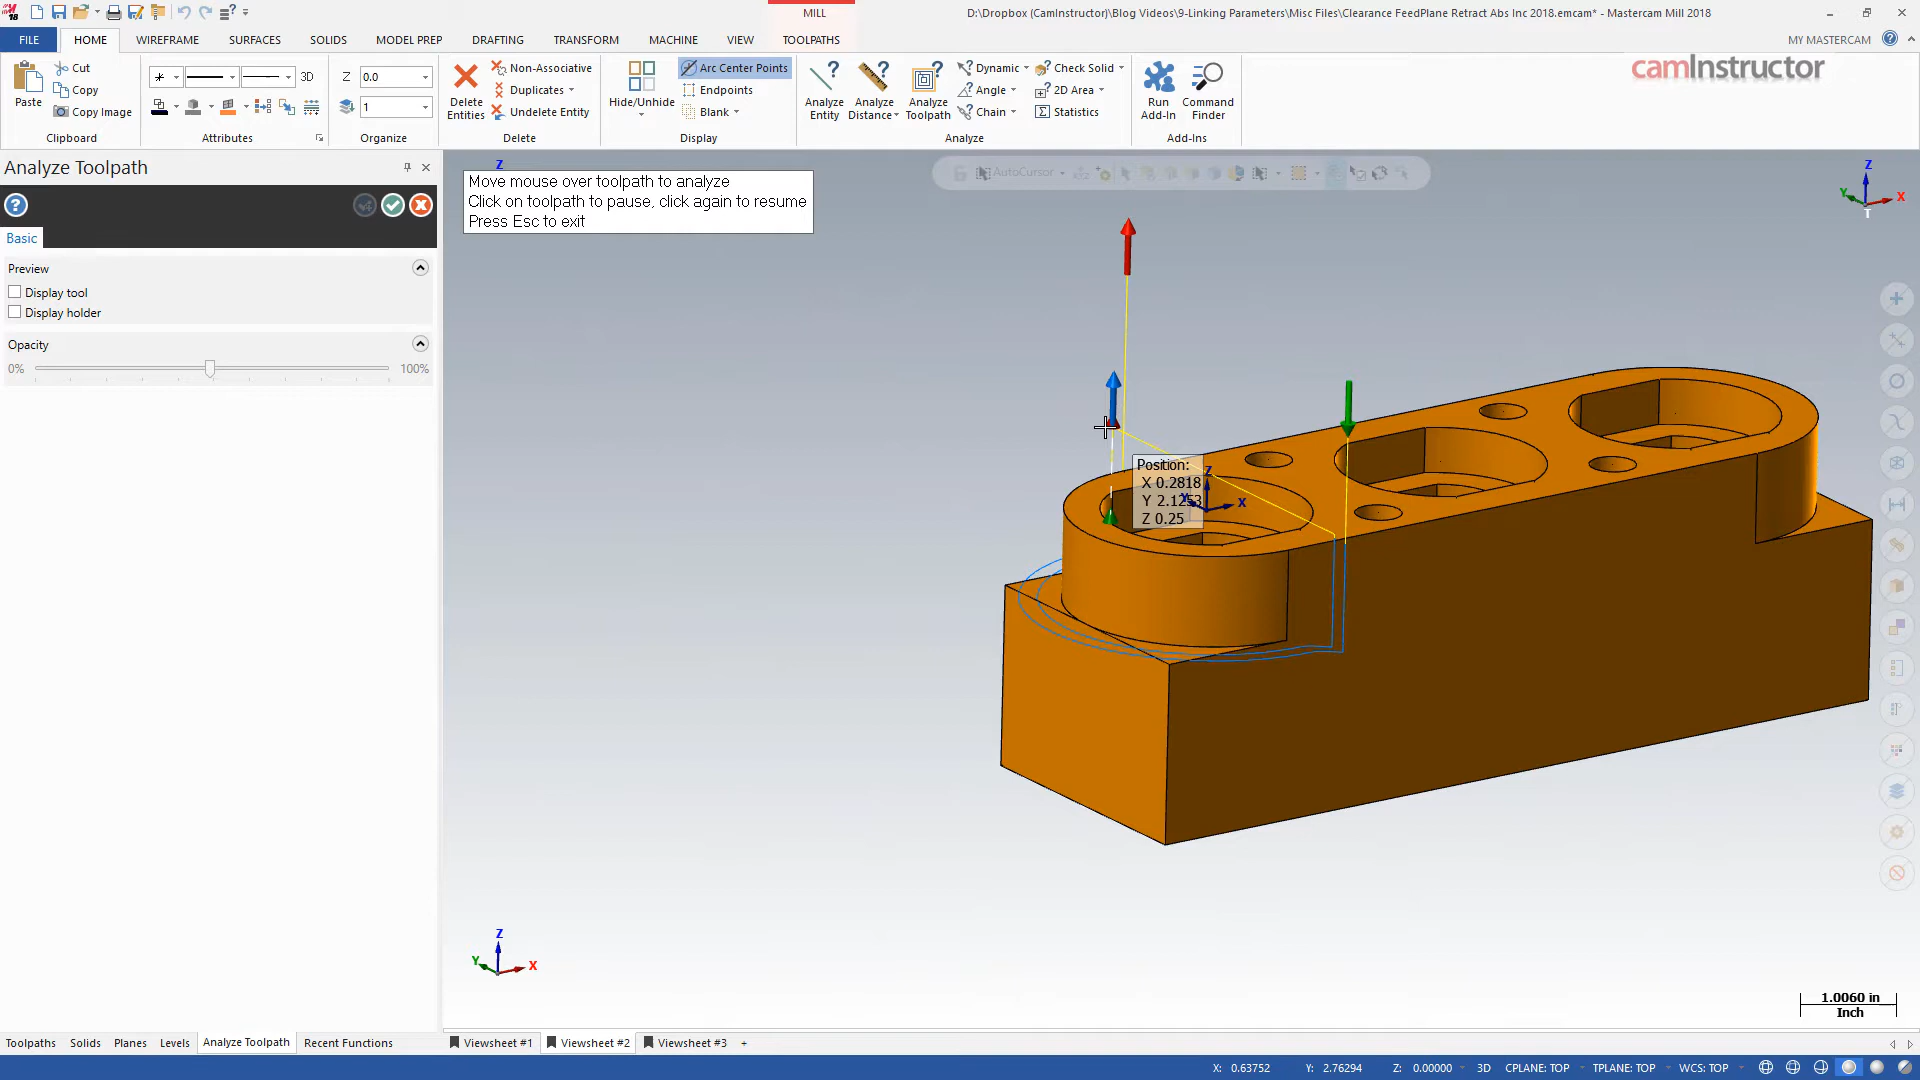 MILL
D:\Dropbox (CamInstructor)\Blog Videos\9-Linking Parameters\Misc Files\Clearance FeedPlane Retract Abs Inc 2018.emcam* - Mastercam Mill 2018
FILE HOME WIREFRAME SURFACES SOLIDS MODEL PREP DRAFTING TRANSFORM MACHINE VIEW TOOLPATHS MY MASTERCAM
camInstructor
Paste Cut Copy Copy Image Clipboard
3D Attributes
Z 0.0
1
Organize
Delete Entities Non-Associative Duplicates Undelete Entity Delete
Hide/Unhide Arc Center Points Endpoints Blank Display
Analyze Entity Analyze Distance Analyze Toolpath Dynamic Angle Chain Check Solid 2D Area Statistics Analyze
Run Add-In Command Finder Add-Ins
Analyze Toolpath
Basic
Preview
Display tool
Display holder
Opacity
0% 100%
Z
Move mouse over toolpath to analyze
Click on toolpath to pause, click again to resume
Press Esc to exit
AutoCursor
Z
Y X
T
Position:
X 0.2818
Y 2.1253
Z 0.25
Z
Y X
Z
Y X
1.0060 in
Inch
Toolpaths Solids Planes Levels Analyze Toolpath Recent Functions
Viewsheet #1 Viewsheet #2 Viewsheet #3 +
X: 0.63752 Y: 2.76294 Z: 0.00000 3D CPLANE: TOP TPLANE: TOP WCS: TOP